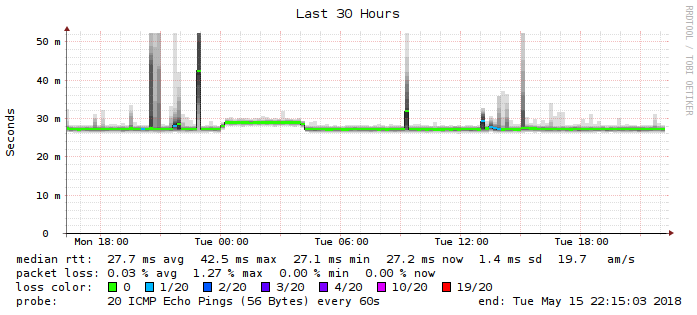 Last 30 Hours
RRDTOOL / TOBI OETIKER
Seconds
50 m
40 m
30 m
20 m
10 m
0
Mon 18:00 Tue 00:00 Tue 06:00 Tue 12:00 Tue 18:00
median rtt: 27.7 ms avg 42.5 ms max 27.1 ms min 27.2 ms now 1.4 ms sd 19.7 am/s
packet loss: 0.03 % avg 1.27 % max 0.00 % min 0.00 % now
loss color: 0 1/20 2/20 3/20 4/20 10/20 19/20
probe: 20 ICMP Echo Pings (56 Bytes) every 60s end: Tue May 15 22:15:03 2018